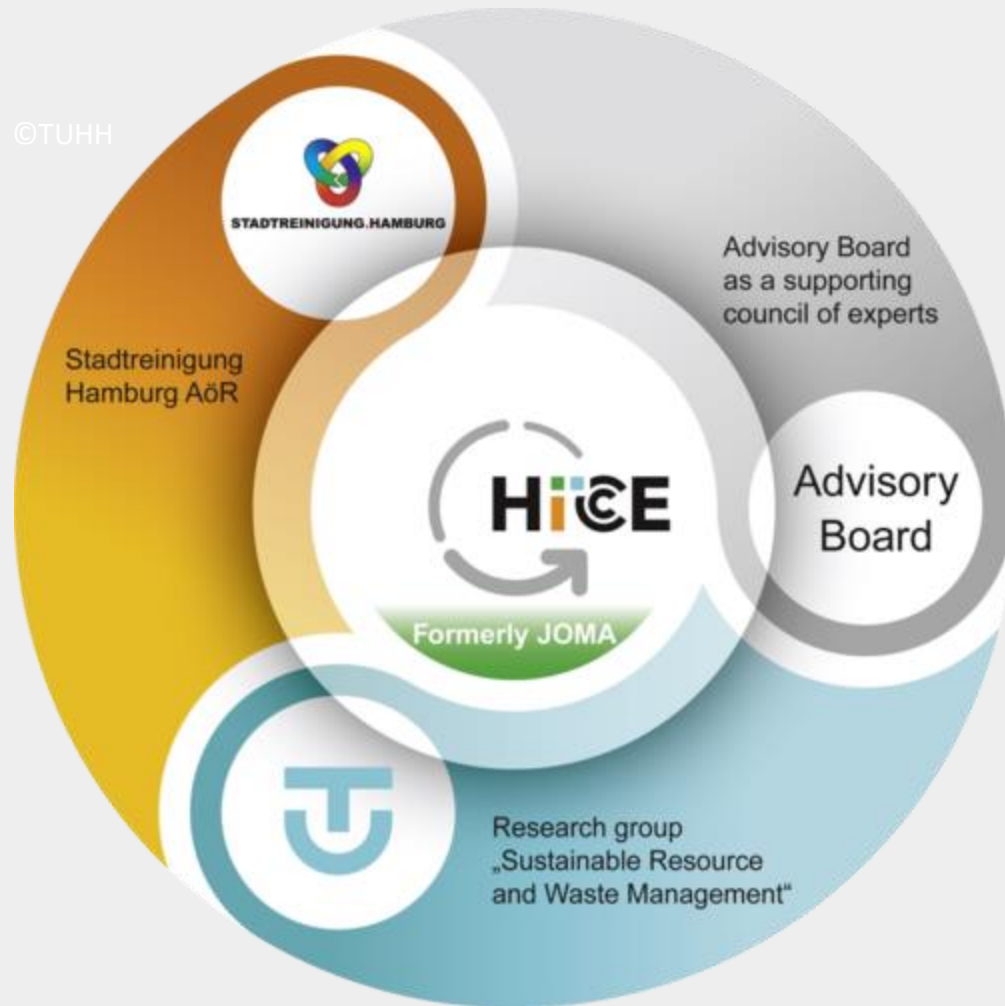 ©TUHH
STADTREINIGUNG.HAMBURG
Advisory Board
as a supporting
council of experts
Stadtreinigung
Hamburg AöR
Advisory
Board
HiiCCE
Formerly JOMA
Research group
„Sustainable Resource
and Waste Management“